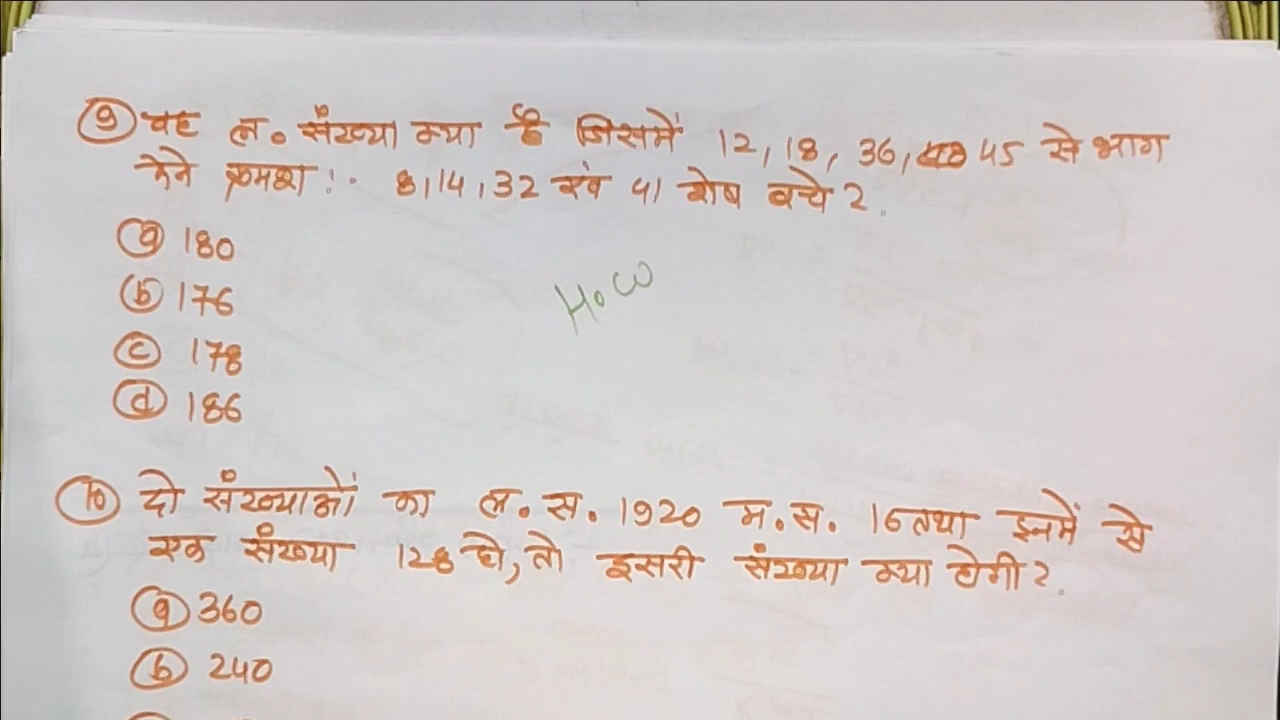 9 वह ल. संख्या क्या है जिसमें 12, 18, 36, 45 से भाग
देने क्रमश: 8, 14, 32 एवं 41 शेष बचे ?
a 180
b 176
c 178
d 186
H.W
10 दो संख्याओं का ल.स. 1920 म.स. 16 तथा इनमें से
एक संख्या 128 हो, तो दूसरी संख्या क्या होगी ?
a 360
b 240